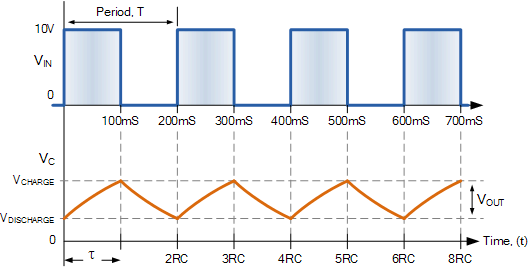 Period, T
10V
VIN
0
100mS 200mS 300mS 400mS 500mS 600mS 700mS
VC
VCHARGE
VOUT
VDISCHARGE
0
Time, (t)
τ 2RC 3RC 4RC 5RC 6RC 8RC